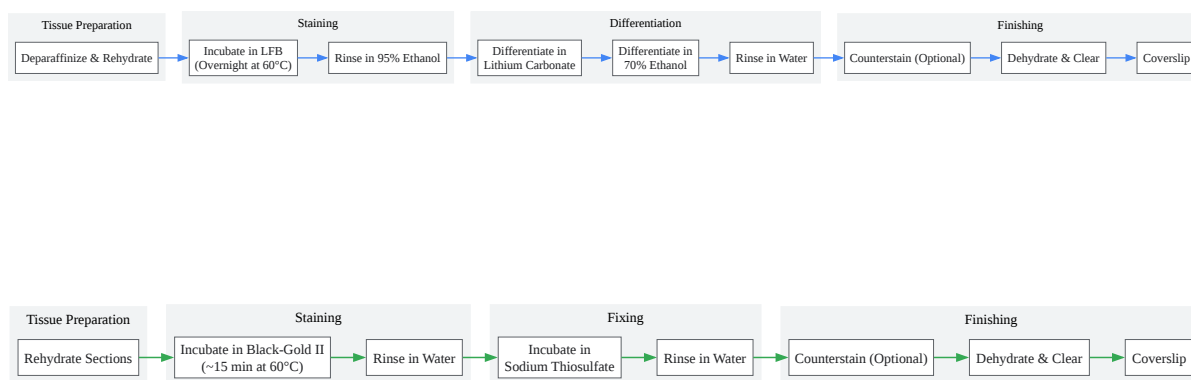 Tissue Preparation
Staining
Differentiation
Finishing
Deparaffinize & Rehydrate
Incubate in LFB
(Overnight at 60°C)
Rinse in 95% Ethanol
Differentiate in
Lithium Carbonate
Differentiate in
70% Ethanol
Rinse in Water
Counterstain (Optional)
Dehydrate & Clear
Coverslip
Tissue Preparation
Staining
Fixing
Finishing
Rehydrate Sections
Incubate in Black-Gold II
(~15 min at 60°C)
Rinse in Water
Incubate in
Sodium Thiosulfate
Rinse in Water
Counterstain (Optional)
Dehydrate & Clear
Coverslip